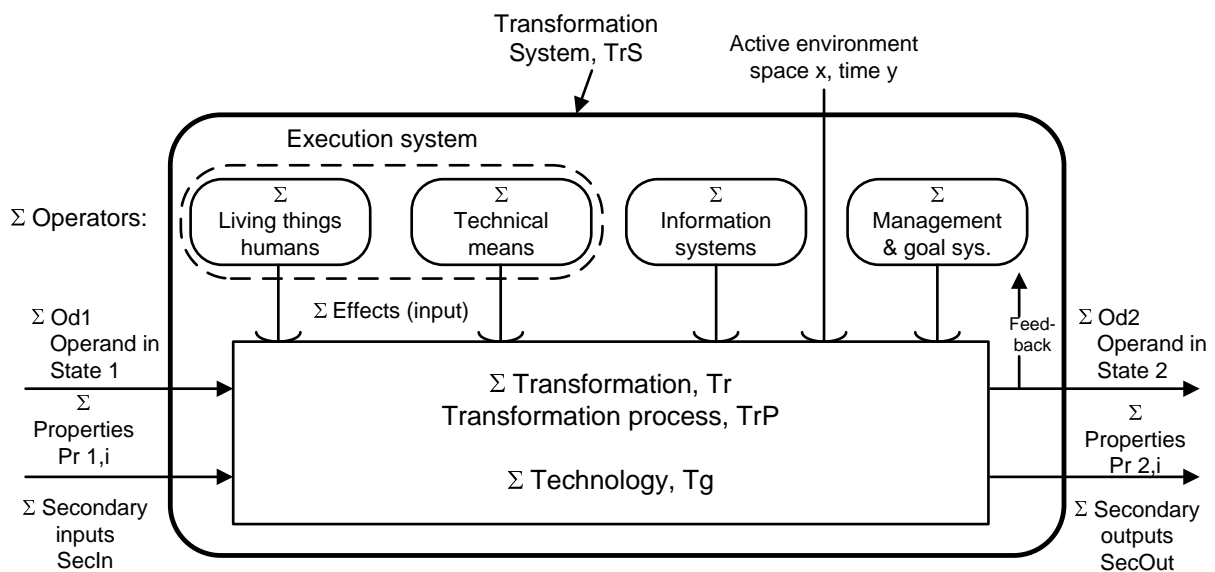 Transformation
System, TrS
Active environment
space x, time y
Execution system
Σ Operators:
Σ
Living things
humans
Σ
Technical
means
Σ
Information
systems
Σ
Management
& goal sys.
Σ Effects (input)
Feed-
back
Σ Od1
Operand in
State 1
Σ
Properties
Pr 1,i
Σ Secondary
inputs
SecIn
Σ Transformation, Tr
Transformation process, TrP
Σ Technology, Tg
Σ Od2
Operand in
State 2
Σ
Properties
Pr 2,i
Σ Secondary
outputs
SecOut